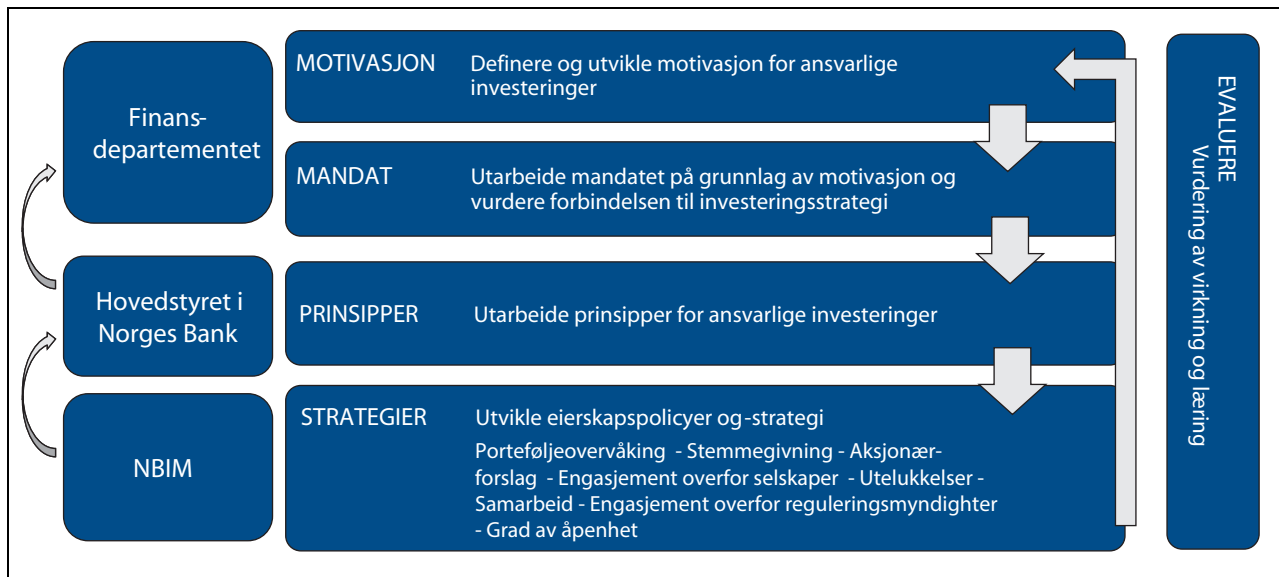 Finans-
departementet
Hovedstyret i
Norges Bank
NBIM
MOTIVASJON
Definere og utvikle motivasjon for ansvarlige
investeringer
MANDAT
Utarbeide mandatet på grunnlag av motivasjon og
vurdere forbindelsen til investeringsstrategi
PRINSIPPER
Utarbeide prinsipper for ansvarlige investeringer
STRATEGIER
Utvikle eierskapspolicyer og-strategi
Porteføljeovervåking - Stemmegivning - Aksjonær-
forslag - Engasjement overfor selskaper - Utelukkelser -
Samarbeid - Engasjement overfor reguleringsmyndighter
- Grad av åpenhet
EVALUERE
Vurdering av virkning og læring